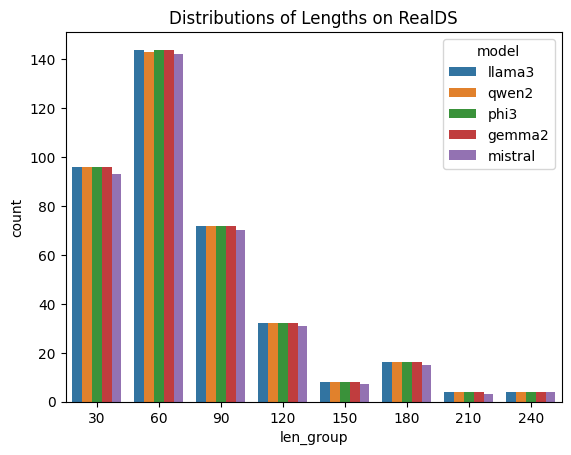 Distributions of Lengths on RealDS
model
llama3
qwen2
phi3
gemma2
mistral
count
140
120
100
80
60
40
20
0
30 60 90 120 150 180 210 240
len_group